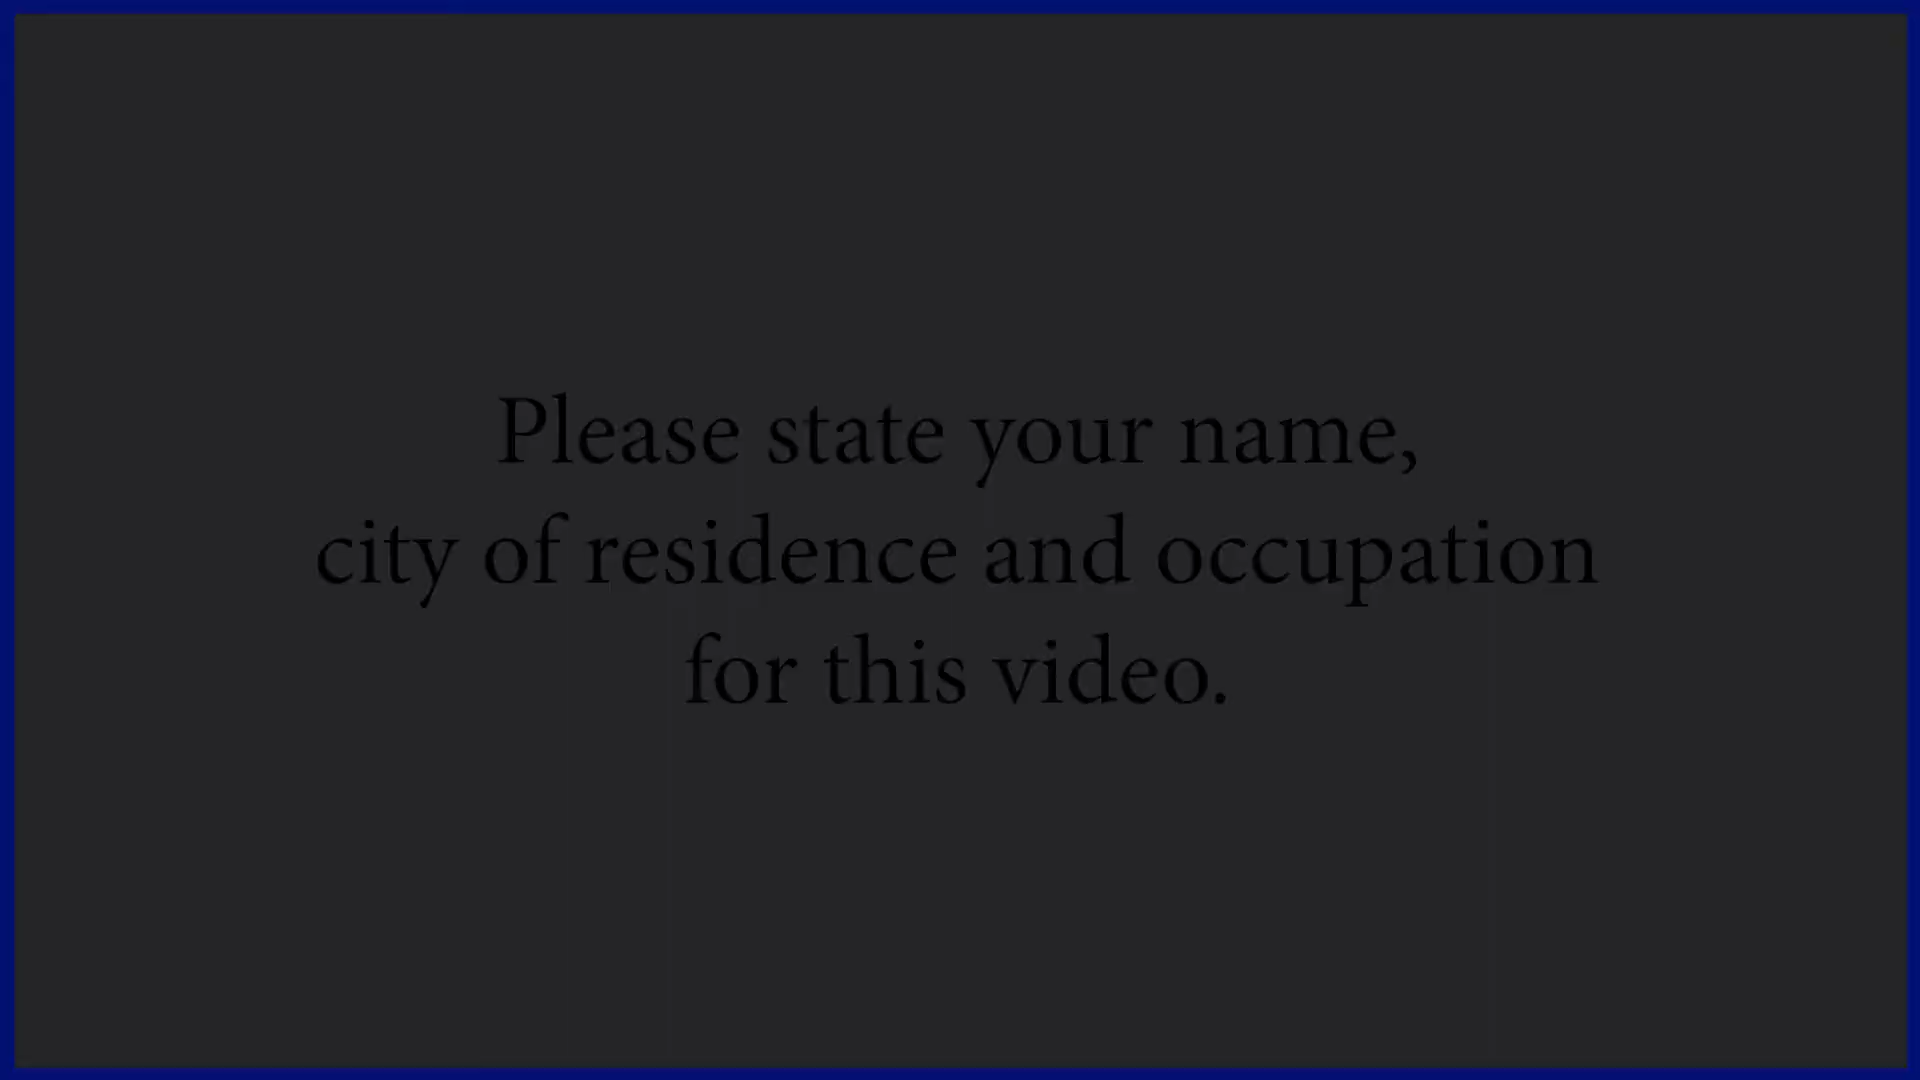 Please state your name,
city of residence and occupation
for this video.